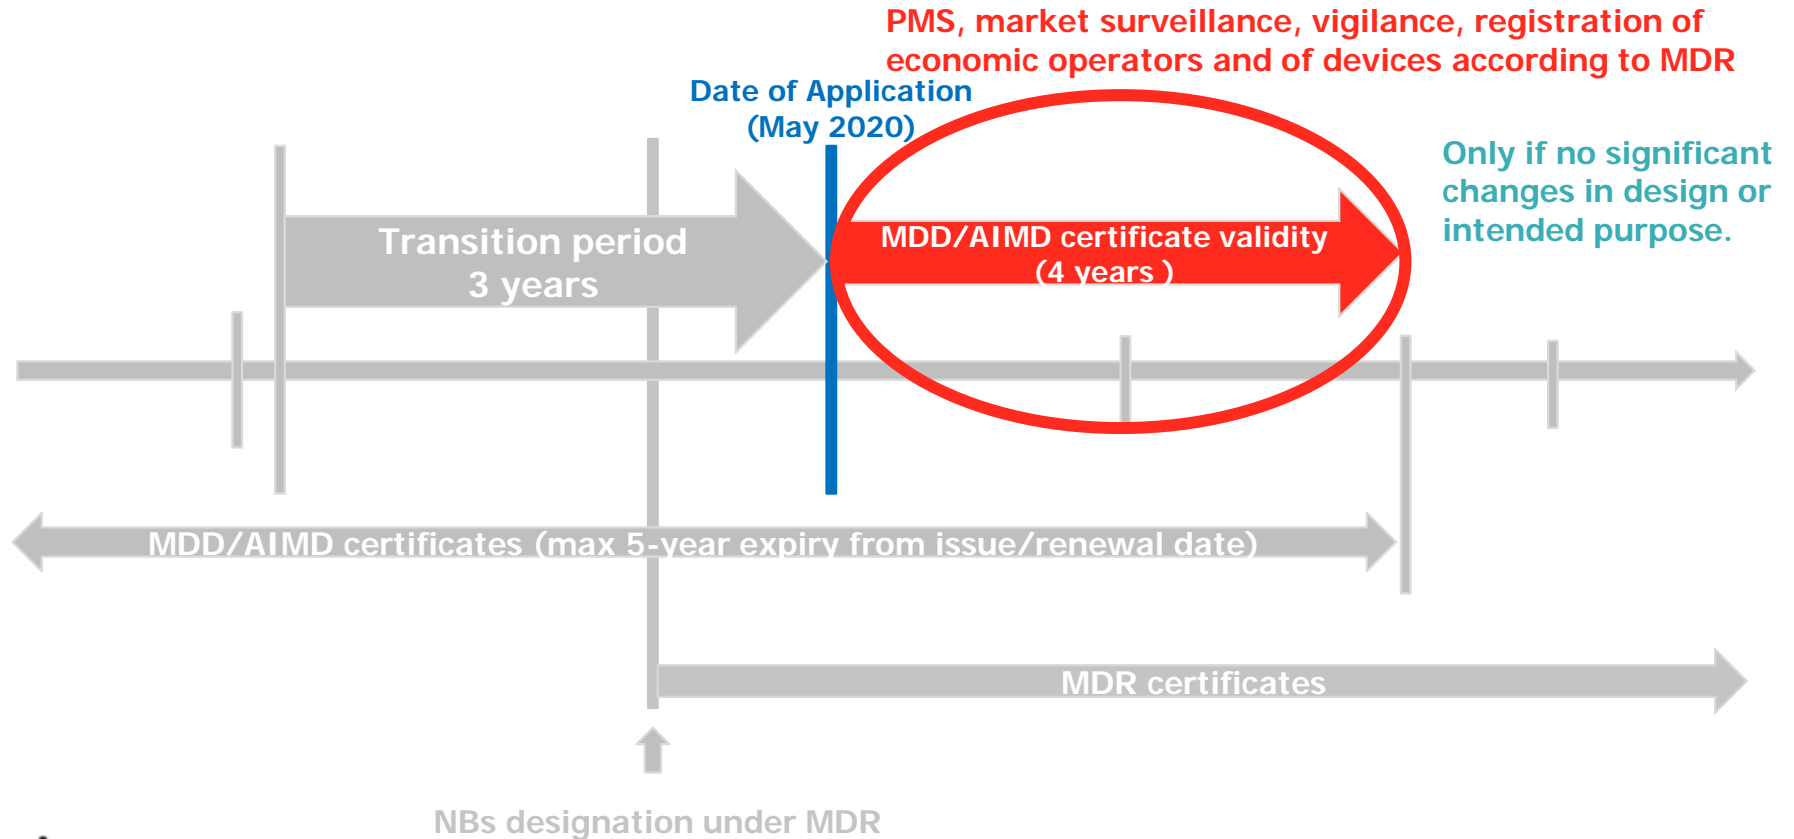 PMS, market surveillance, vigilance, registration of
economic operators and of devices according to MDR
Date of Application
(May 2020)
Only if no significant
changes in design or
intended purpose.
Transition period
3 years
MDD/AIMD certificate validity
(4 years )
MDD/AIMD certificates (max 5-year expiry from issue/renewal date)
MDR certificates
NBs designation under MDR